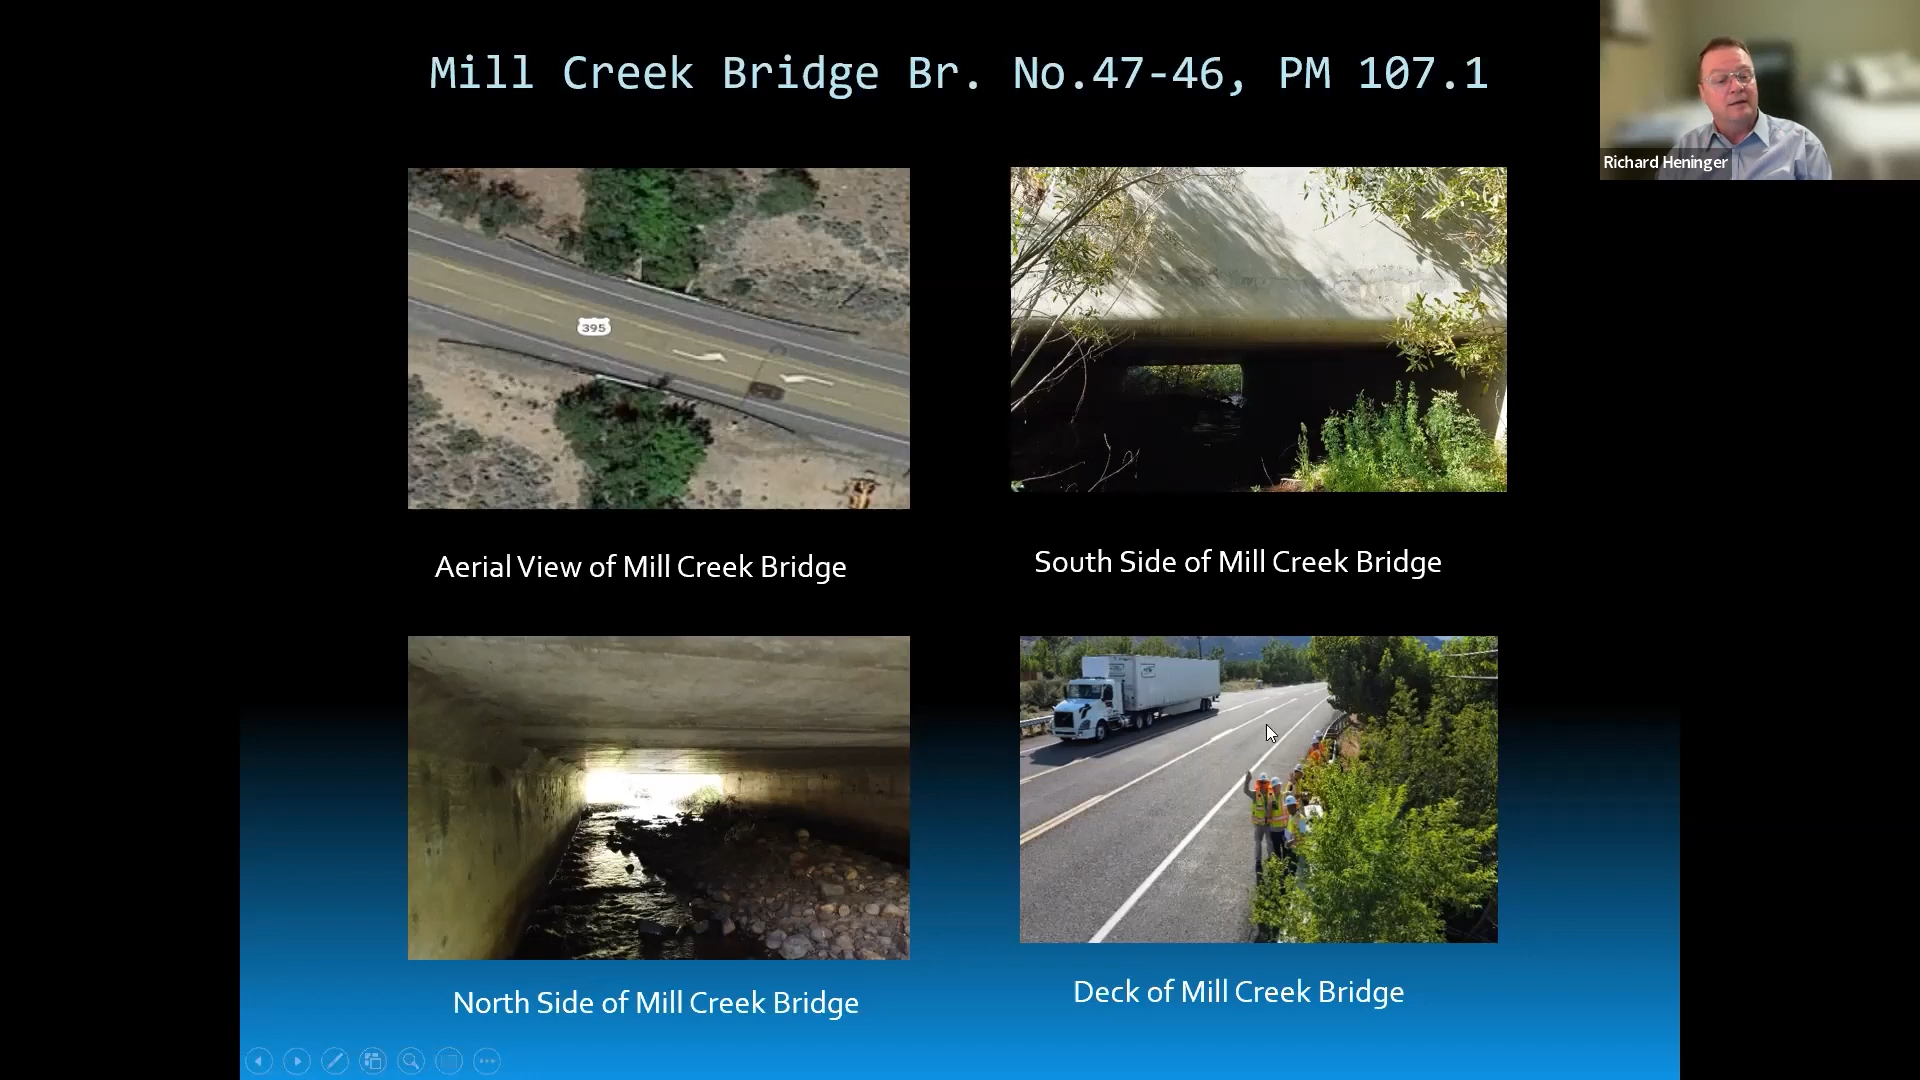 Mill Creek Bridge Br. No.47-46, PM 107.1
Richard Heninger
395
Aerial View of Mill Creek Bridge
South Side of Mill Creek Bridge
North Side of Mill Creek Bridge
Deck of Mill Creek Bridge